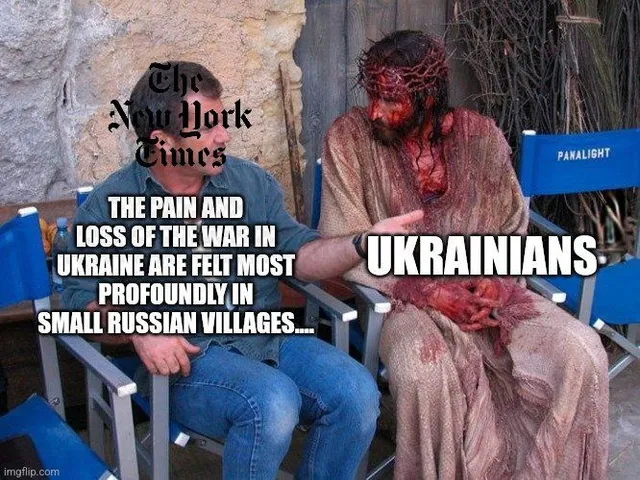 The
New York
Times
THE PAIN AND
LOSS OF THE WAR IN
UKRAINE ARE FELT MOST
PROFOUNDLY IN
SMALL RUSSIAN VILLAGES....
UKRAINIANS
PANALIGHT
imgflip.com